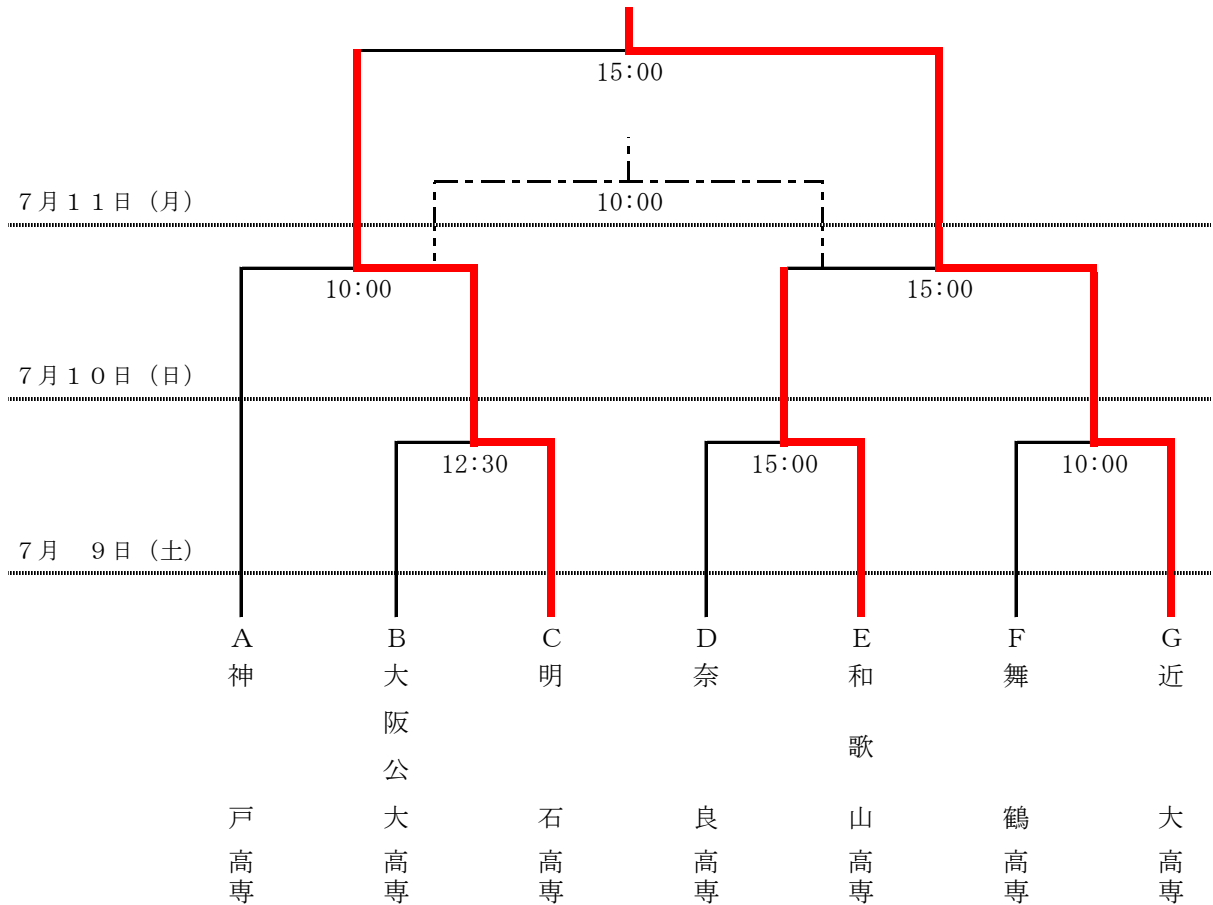 15:00
7月11日（月）
10:00
10:00
15:00
7月10日（日）
12:30
15:00
10:00
7月　9日（土）
A
B
C
D
E
F
G
神戸高専
大阪公大高専
明石高専
奈良高専
和歌山高専
舞鶴高専
近大高専